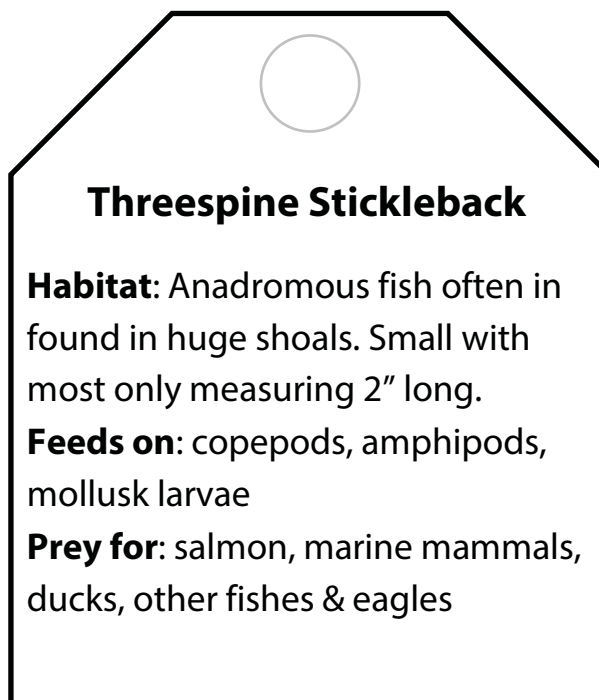 Threespine Stickleback
Habitat: Anadromous fish often in
found in huge shoals. Small with
most only measuring 2” long.
Feeds on: copepods, amphipods,
mollusk larvae
Prey for: salmon, marine mammals,
ducks, other fishes & eagles